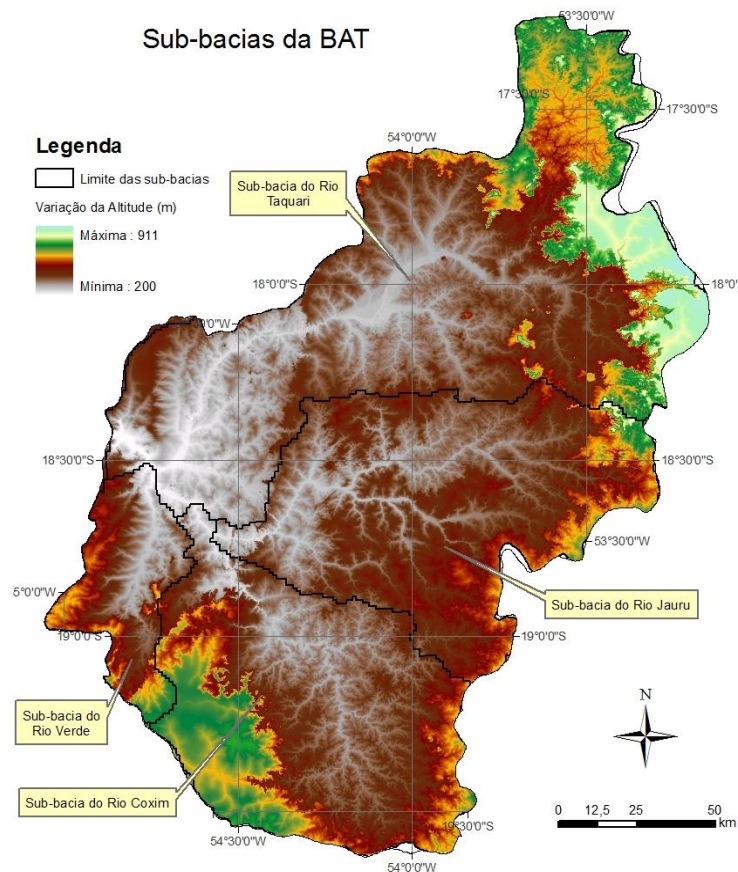 Sub-bacias da BAT
53°30'0"W
17°30'0"S
17°30'0"S
54°0'0"W
Legenda
Limite das sub-bacias
Variação da Altitude (m)
Máxima : 911
Mínima : 200
Sub-bacia do Rio
Taquari
18°0'0"S
18°0'
0"W
18°30'0"S
18°30'0"S
53°30'0"W
5°0'0"W
Sub-bacia do Rio Jauru
19°0'0"S
19°0'0"S
Sub-bacia do
Rio Verde
N
Sub-bacia do Rio Coxim
0 12,5 25 50
km
19°30'0"S
54°30'0"W
54°0'0"W